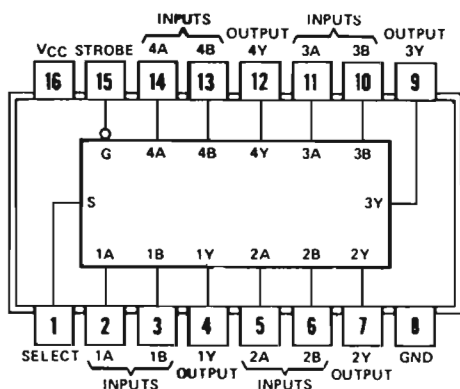 INPUTS OUTPUT INPUTS OUTPUT
VCC STROBE 4A 4B 4Y 3A 3B 3Y
16 15 14 13 12 11 10 9
G 4A 4B 4Y 3A 3B
S 3Y
1A 1B 1Y 2A 2B 2Y
1 2 3 4 5 6 7 8
SELECT 1A 1B 1Y 2A 2B 2Y GND
INPUTS OUTPUT INPUTS OUTPUT